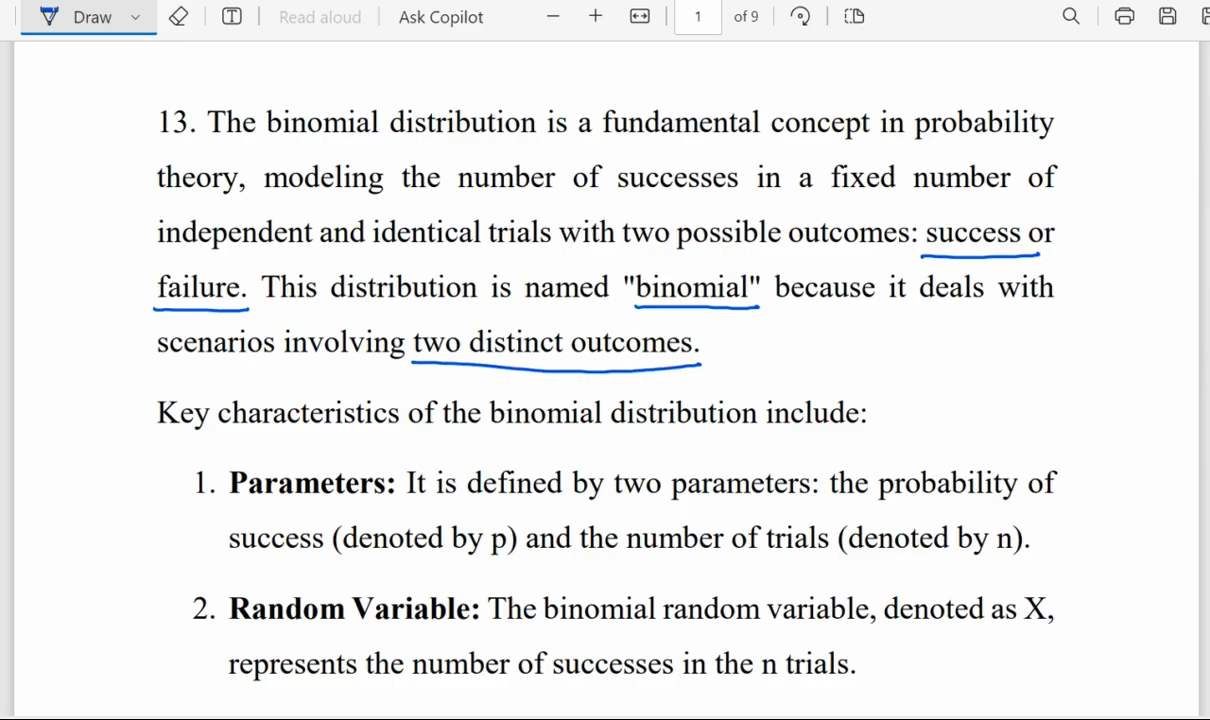 Draw
Read aloud
Ask Copilot
1
of 9
13. The binomial distribution is a fundamental concept in probability
theory, modeling the number of successes in a fixed number of
independent and identical trials with two possible outcomes: success or
failure. This distribution is named "binomial" because it deals with
scenarios involving two distinct outcomes.
Key characteristics of the binomial distribution include:
1. Parameters: It is defined by two parameters: the probability of
success (denoted by p) and the number of trials (denoted by n).
2. Random Variable: The binomial random variable, denoted as X,
represents the number of successes in the n trials.